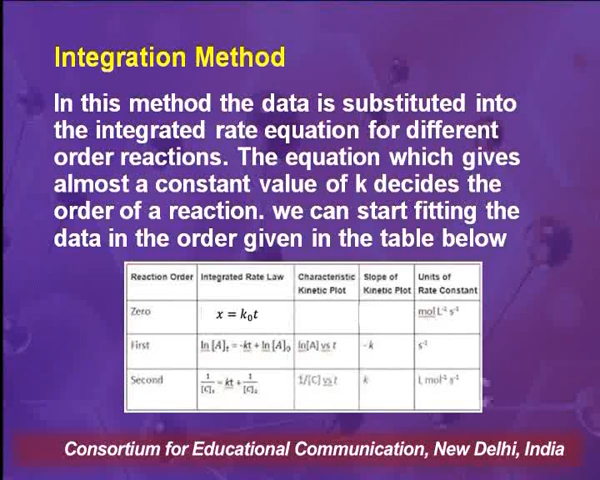 Integration Method
In this method the data is substituted into
the integrated rate equation for different
order reactions. The equation which gives
almost a constant value of k decides the
order of a reaction. we can start fitting the
data in the order given in the table below
Reaction Order Integrated Rate Law Characteristic Kinetic Plot Slope of Kinetic Plot Units of Rate Constant
Zero x = k₀t mol L⁻¹ s⁻¹
First ln [A]ₜ = -kt + ln [A]₀ ln[A] vs t -k s⁻¹
Second 1/[C]ₜ = kt + 1/[C]₀ 1/[C] vs t k L mol⁻¹ s⁻¹
Consortium for Educational Communication, New Delhi, India